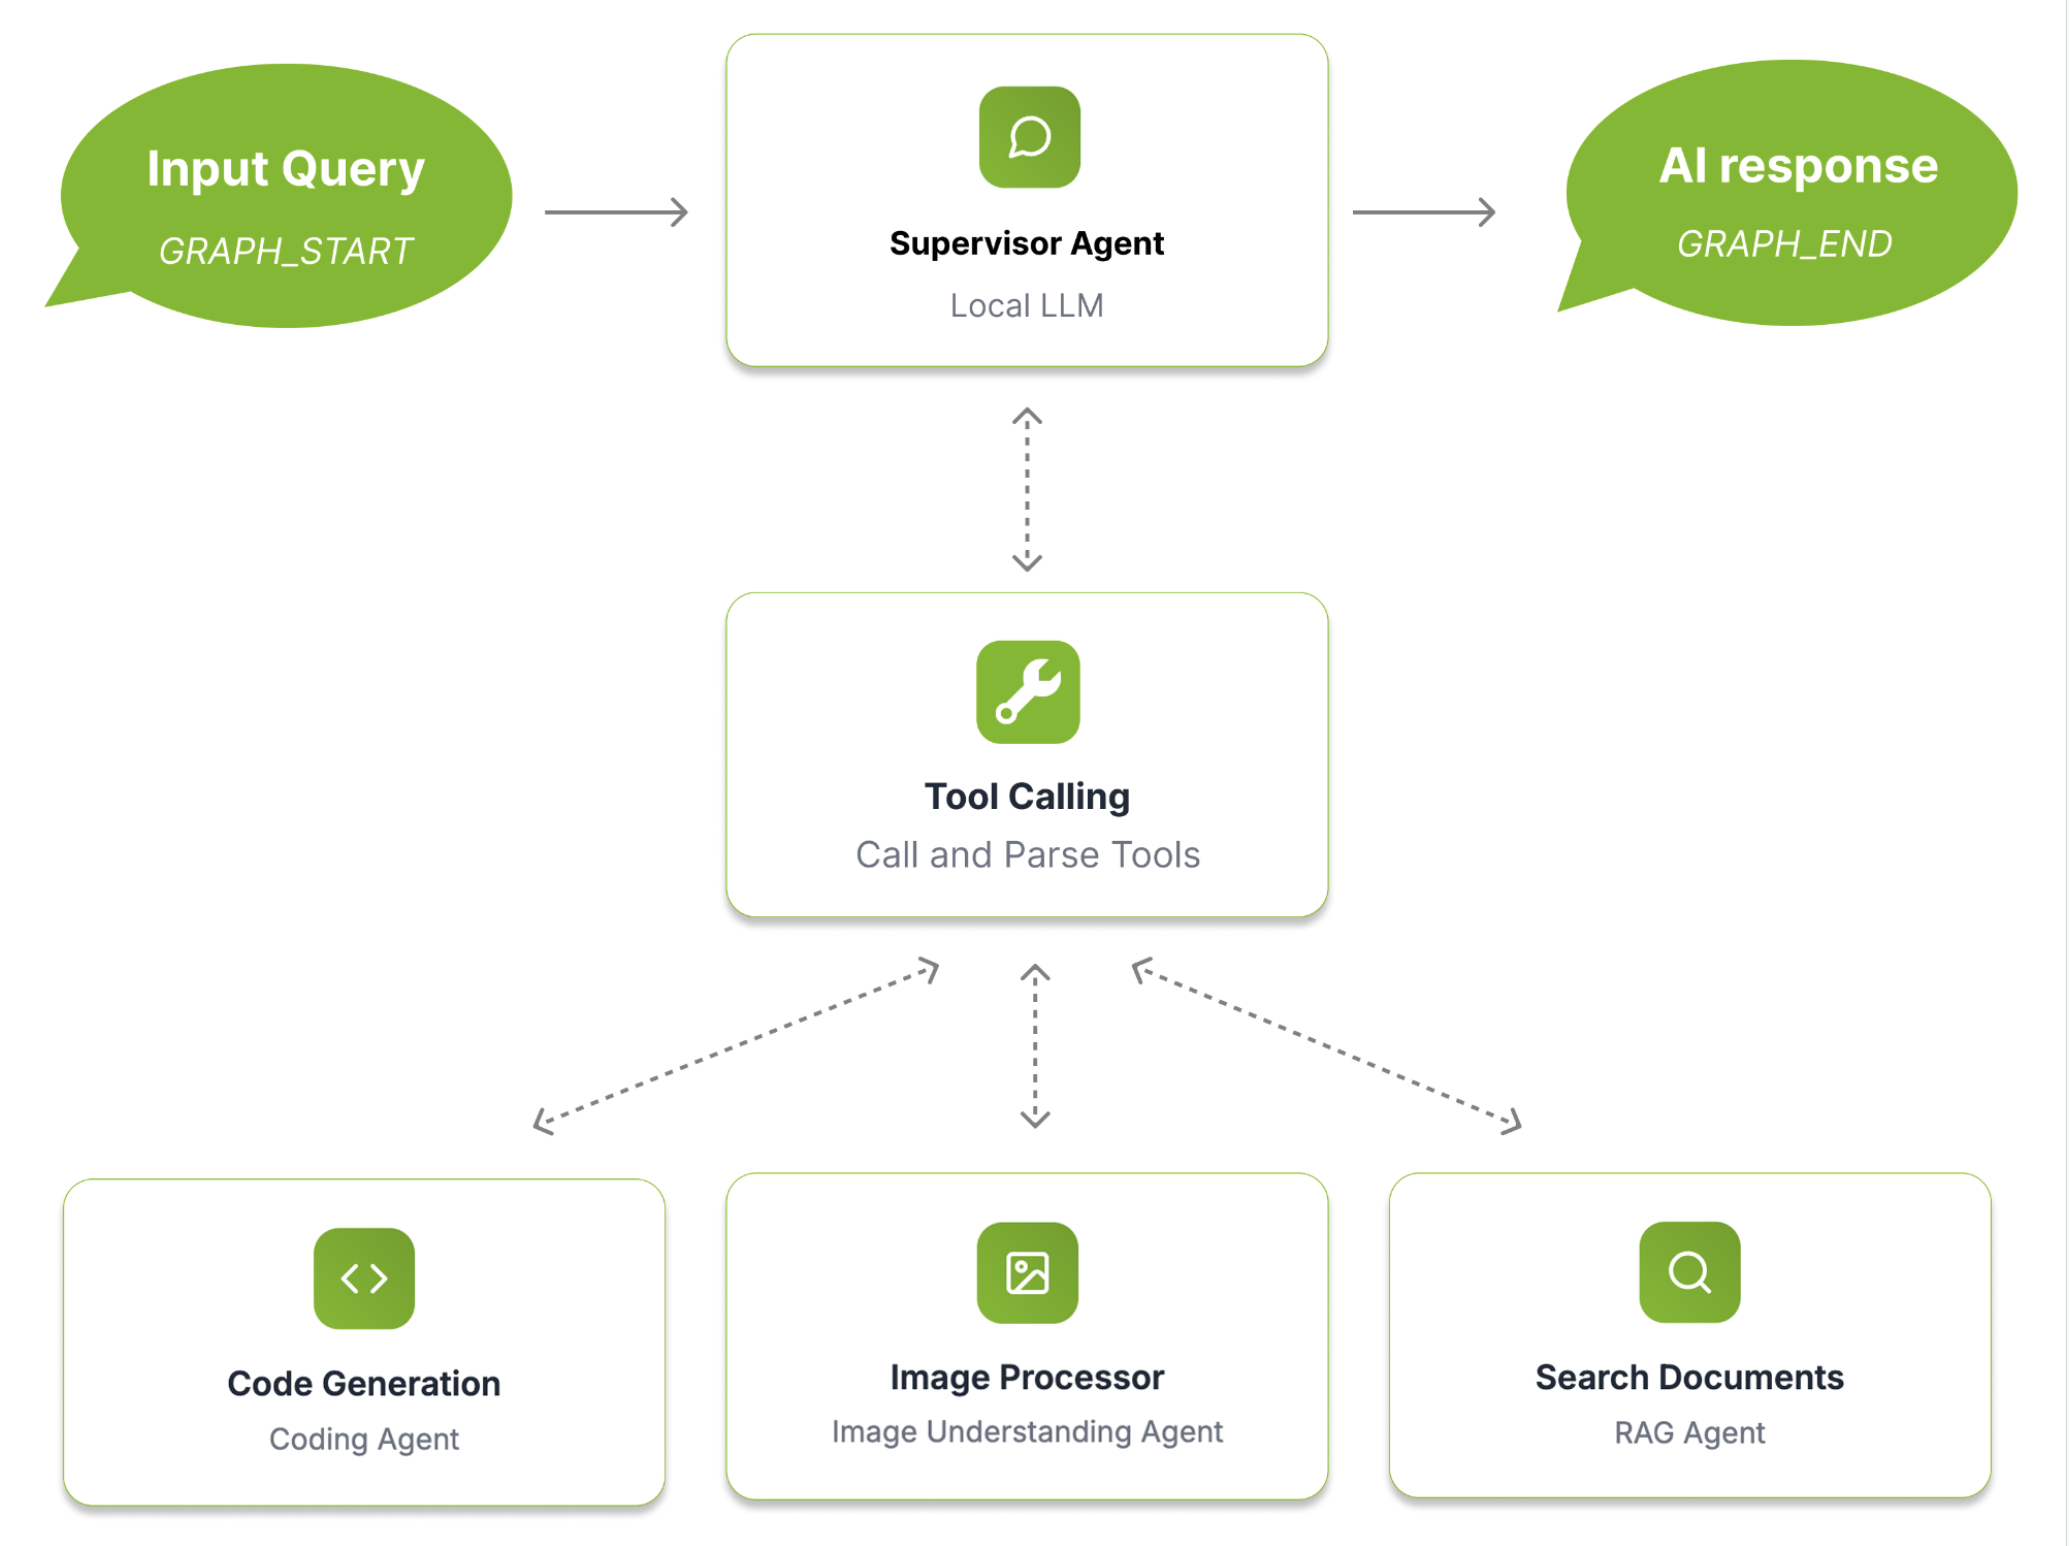 Input Query
GRAPH_START
Supervisor Agent
Local LLM
AI response
GRAPH_END
Tool Calling
Call and Parse Tools
Code Generation
Coding Agent
Image Processor
Image Understanding Agent
Search Documents
RAG Agent